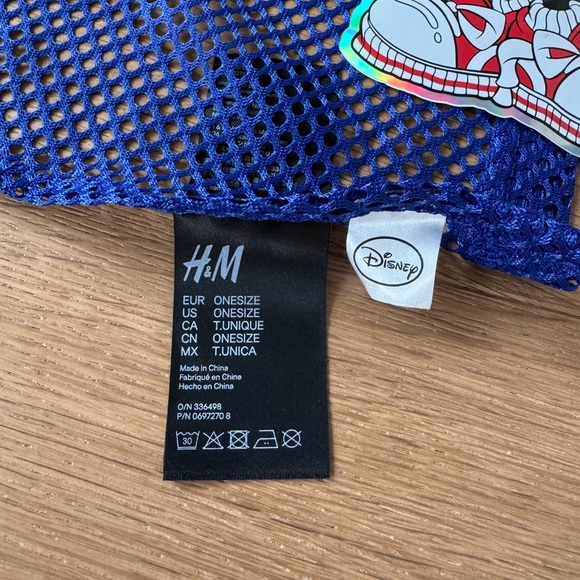 H&M
Disney
EUR ONESIZE
US ONESIZE
CA T.UNIQUE
CN ONESIZE
MX T.UNICA
Made in China
Fabriqué en Chine
Hecho en China
O/N 336498
P/N 0697270 8
30